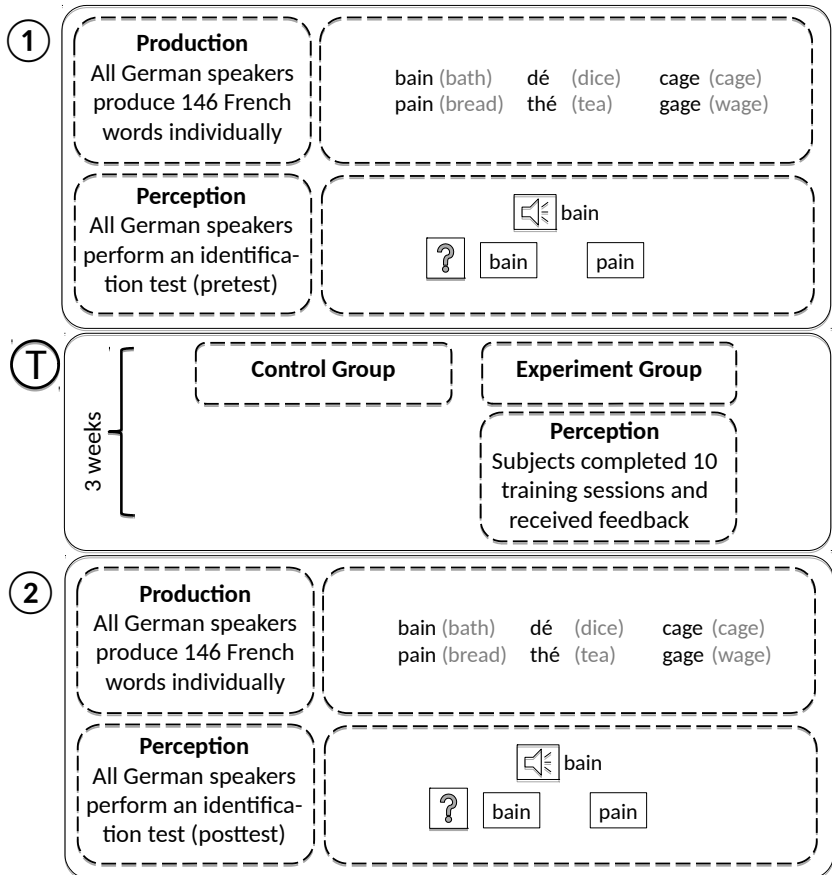 1
Production
All German speakers
produce 146 French
words individually
bain (bath) dé (dice) cage (cage)
pain (bread) thé (tea) gage (wage)
Perception
All German speakers
perform an identifica-
tion test (pretest)
bain
? bain pain
T
3 weeks
Control Group
Experiment Group
Perception
Subjects completed 10
training sessions and
received feedback
2
Production
All German speakers
produce 146 French
words individually
bain (bath) dé (dice) cage (cage)
pain (bread) thé (tea) gage (wage)
Perception
All German speakers
perform an identifica-
tion test (posttest)
bain
? bain pain